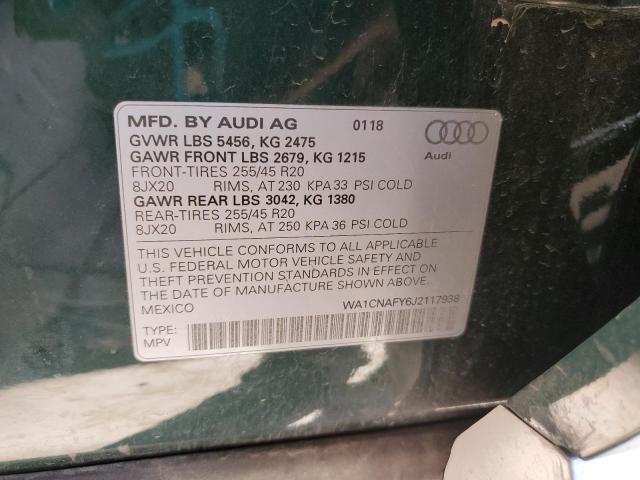 MFD. BY AUDI AG 0118
GVWR LBS 5456, KG 2475
GAWR FRONT LBS 2679, KG 1215
FRONT-TIRES 255/45 R20
8JX20 RIMS, AT 230 KPA 33 PSI COLD
GAWR REAR LBS 3042, KG 1380
REAR-TIRES 255/45 R20
8JX20 RIMS, AT 250 KPA 36 PSI COLD
Audi
THIS VEHICLE CONFORMS TO ALL APPLICABLE
U.S. FEDERAL MOTOR VEHICLE SAFETY AND
THEFT PREVENTION STANDARDS IN EFFECT ON
THE DATE OF MANUFACTURE SHOWN ABOVE.
MEXICO WA1CNAFY6J2117938
TYPE:
MPV